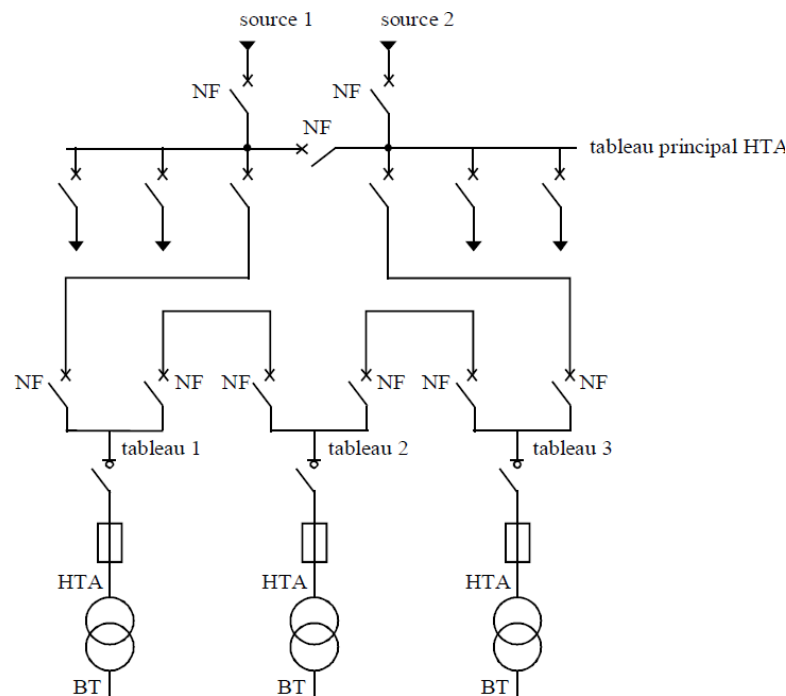 source 1
source 2
NF
NF
NF
tableau principal HTA
NF
NF
NF
NF
NF
NF
tableau 1
tableau 2
tableau 3
HTA
HTA
HTA
BT
BT
BT